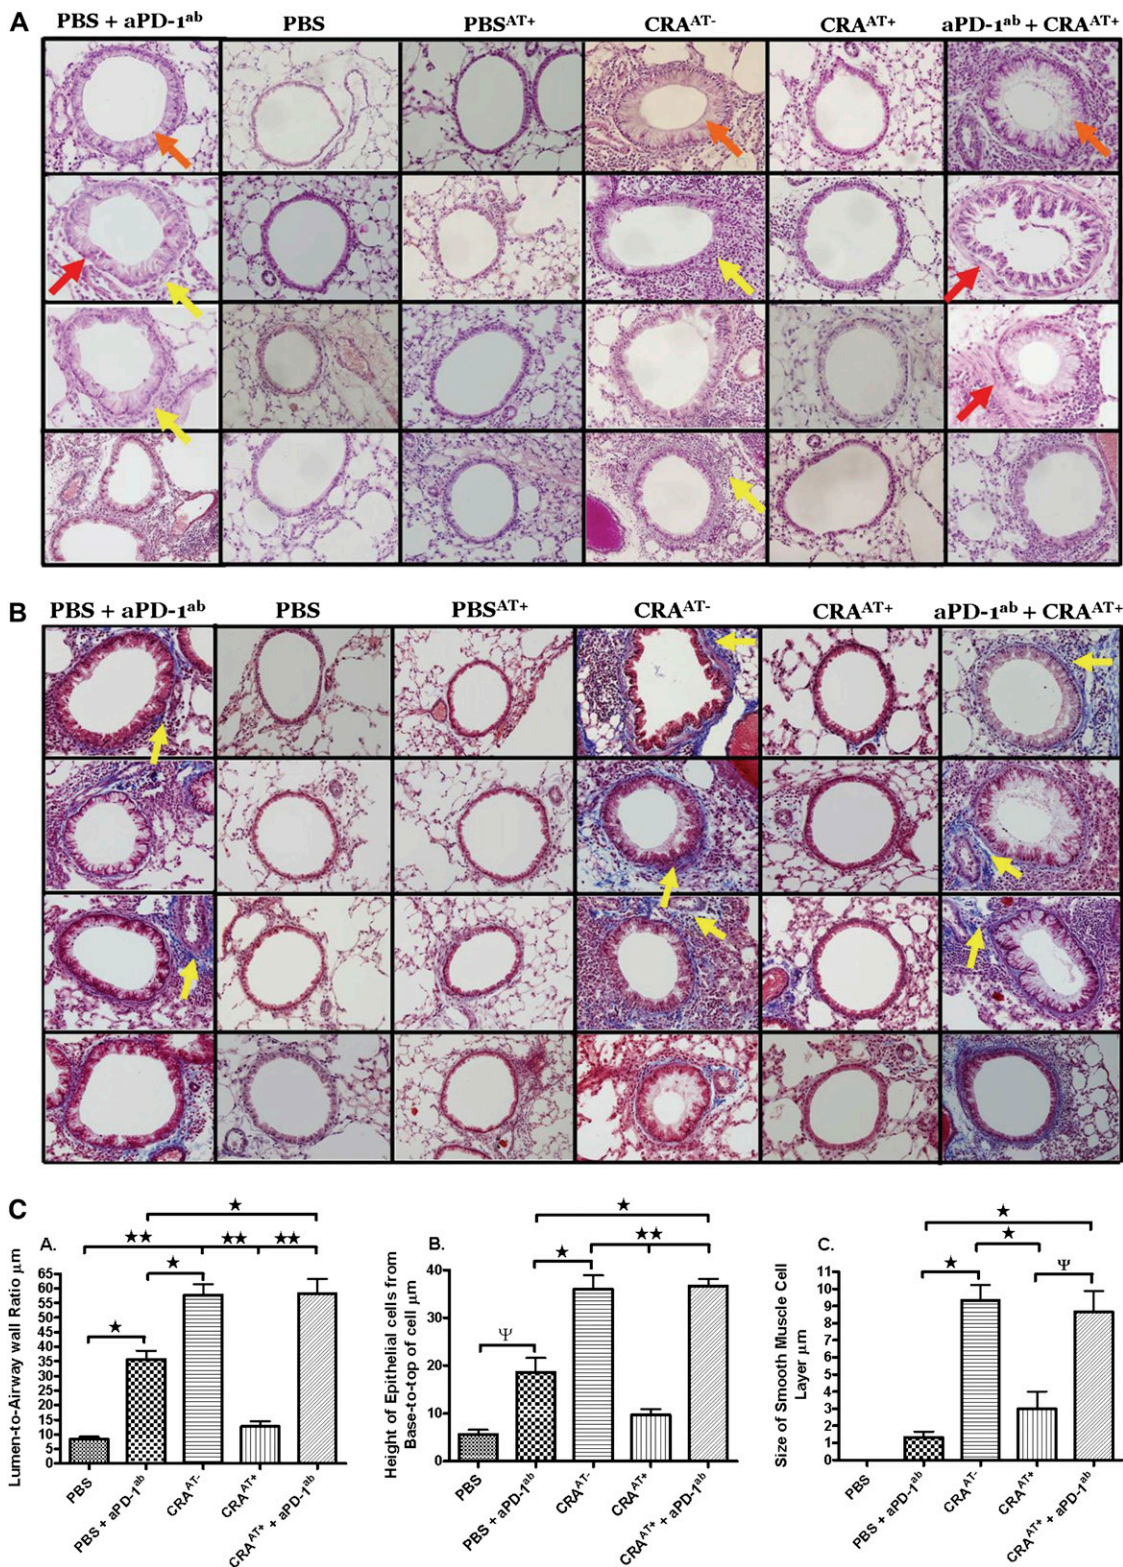 A
PBS + aPD-1ab PBS PBSAT+ CRAAT- CRAAT+ aPD-1ab + CRAAT+
B
PBS + aPD-1ab PBS PBSAT+ CRAAT- CRAAT+ aPD-1ab + CRAAT+
C
A.
Lumen-to-Airway wall Ratio μm
65
60
55
50
45
40
35
30
25
20
15
10
5
0
★
★★ ★★ ★★
★
★
PBS
PBS + aPD-1ab
CRAAT-
CRAAT+
CRAAT+ + aPD-1ab
B.
Height of Epithelial cells from
Base-to-top of cell μm
40
30
20
10
0
★
★ ★★
Ψ
PBS
PBS + aPD-1ab
CRAAT-
CRAAT+
CRAAT+ + aPD-1ab
C.
Size of Smooth Muscle Cell
Layer μm
11
10
9
8
7
6
5
4
3
2
1
0
★
★
★ Ψ
PBS
PBS + aPD-1ab
CRAAT-
CRAAT+
CRAAT+ + aPD-1ab